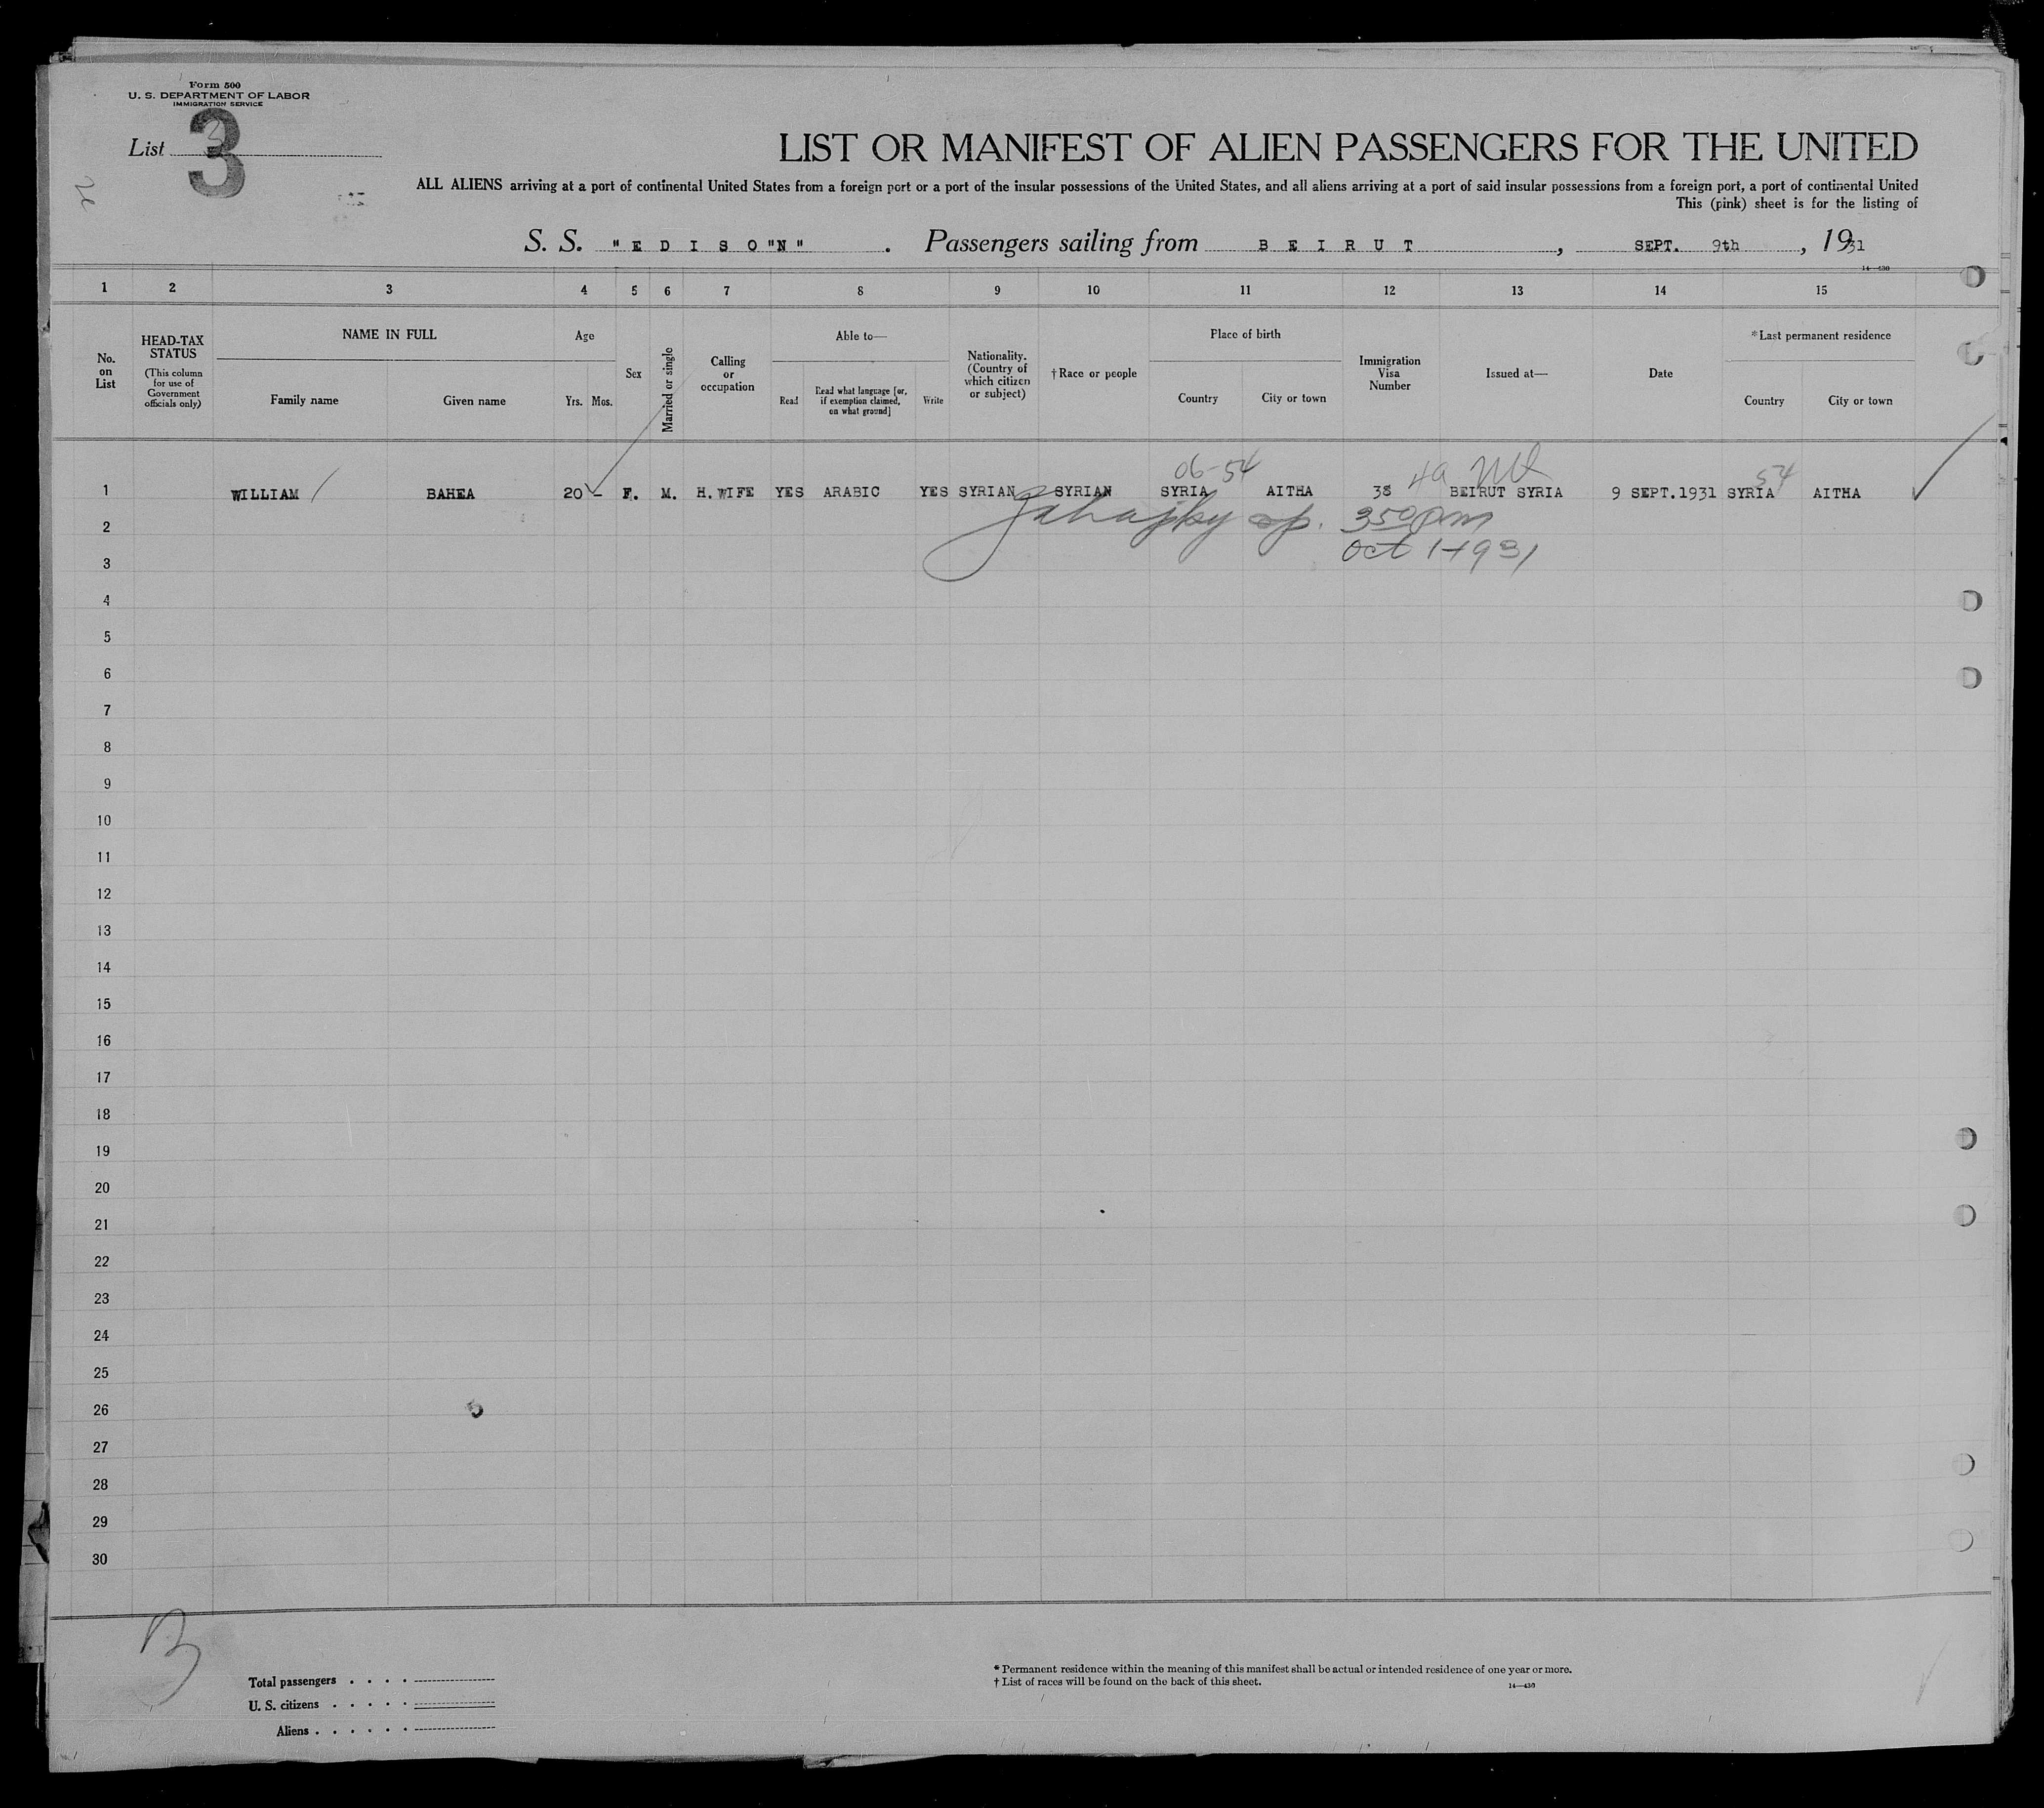 Form 500
U. S. DEPARTMENT OF LABOR
IMMIGRATION SERVICE
List 3
3
LIST OR MANIFEST OF ALIEN PASSENGERS FOR THE UNITED
ALL ALIENS arriving at a port of continental United States from a foreign port or a port of the insular possessions of the United States, and all aliens arriving at a port of said insular possessions from a foreign port, a port of continental United
This (pink) sheet is for the listing of
S. S. "E D I S O"N" . Passengers sailing from B E I R U T , SEPT. 9th , 1931
14—430
1 2 3 4 5 6 7 8 9 10 11 12 13 14 15
No. on List
HEAD-TAX STATUS
(This column for use of Government officials only)
NAME IN FULL
Family name
Given name
Age
Yrs. Mos.
Sex
Married or single
Calling or occupation
Able to—
Read
Read what language [or, if exemption claimed, on what ground]
Write
Nationality. (Country of which citizen or subject)
†Race or people
Place of birth
Country
City or town
Immigration Visa Number
Issued at—
Date
*Last permanent residence
Country
City or town
06-54 4a 54
1 WILLIAM BAHEA 20 - F. M. H. WIFE YES ARABIC YES SYRIAN SYRIAN SYRIA AITHA 38 BEIRUT SYRIA 9 SEPT.1931 SYRIA AITHA
350 pm
2
Oct 1-1931
3
4
5
6
7
8
9
10
11
12
13
14
15
16
17
18
19
20
21
22
23
24
25
26
27
28
29
30
B
Total passengers . . . .
U. S. citizens . . . . .
Aliens . . . . . .
* Permanent residence within the meaning of this manifest shall be actual or intended residence of one year or more.
† List of races will be found on the back of this sheet.
14—430